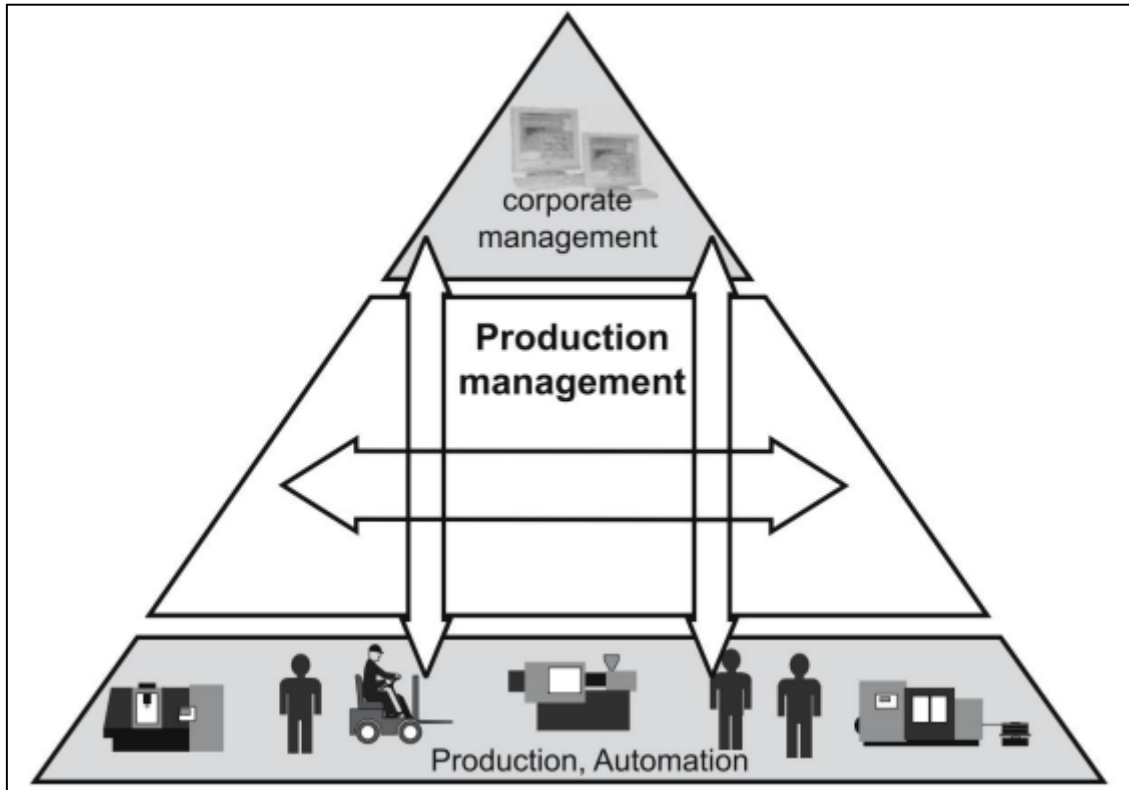 corporate
management
Production
management
Production, Automation